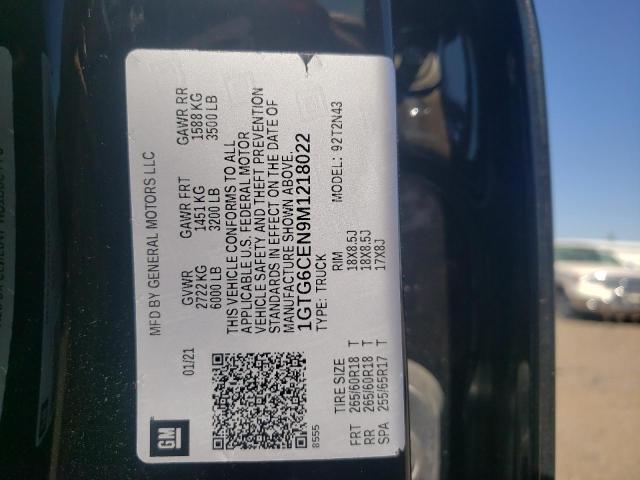 GM
MFD BY GENERAL MOTORS LLC
01/21
GVWR GAWR FRT GAWR RR
2722 KG 1451 KG 1588 KG
6000 LB 3200 LB 3500 LB
THIS VEHICLE CONFORMS TO ALL
APPLICABLE U.S. FEDERAL MOTOR
VEHICLE SAFETY AND THEFT PREVENTION
STANDARDS IN EFFECT ON THE DATE OF
MANUFACTURE SHOWN ABOVE.
1GTG6CEN9M1218022
TYPE: TRUCK MODEL: 92T2N43
8555
TIRE SIZE RIM
FRT 265/60R18 T 18X8.5J
RR 265/60R18 T 18X8.5J
SPA 255/65R17 T 17X8J